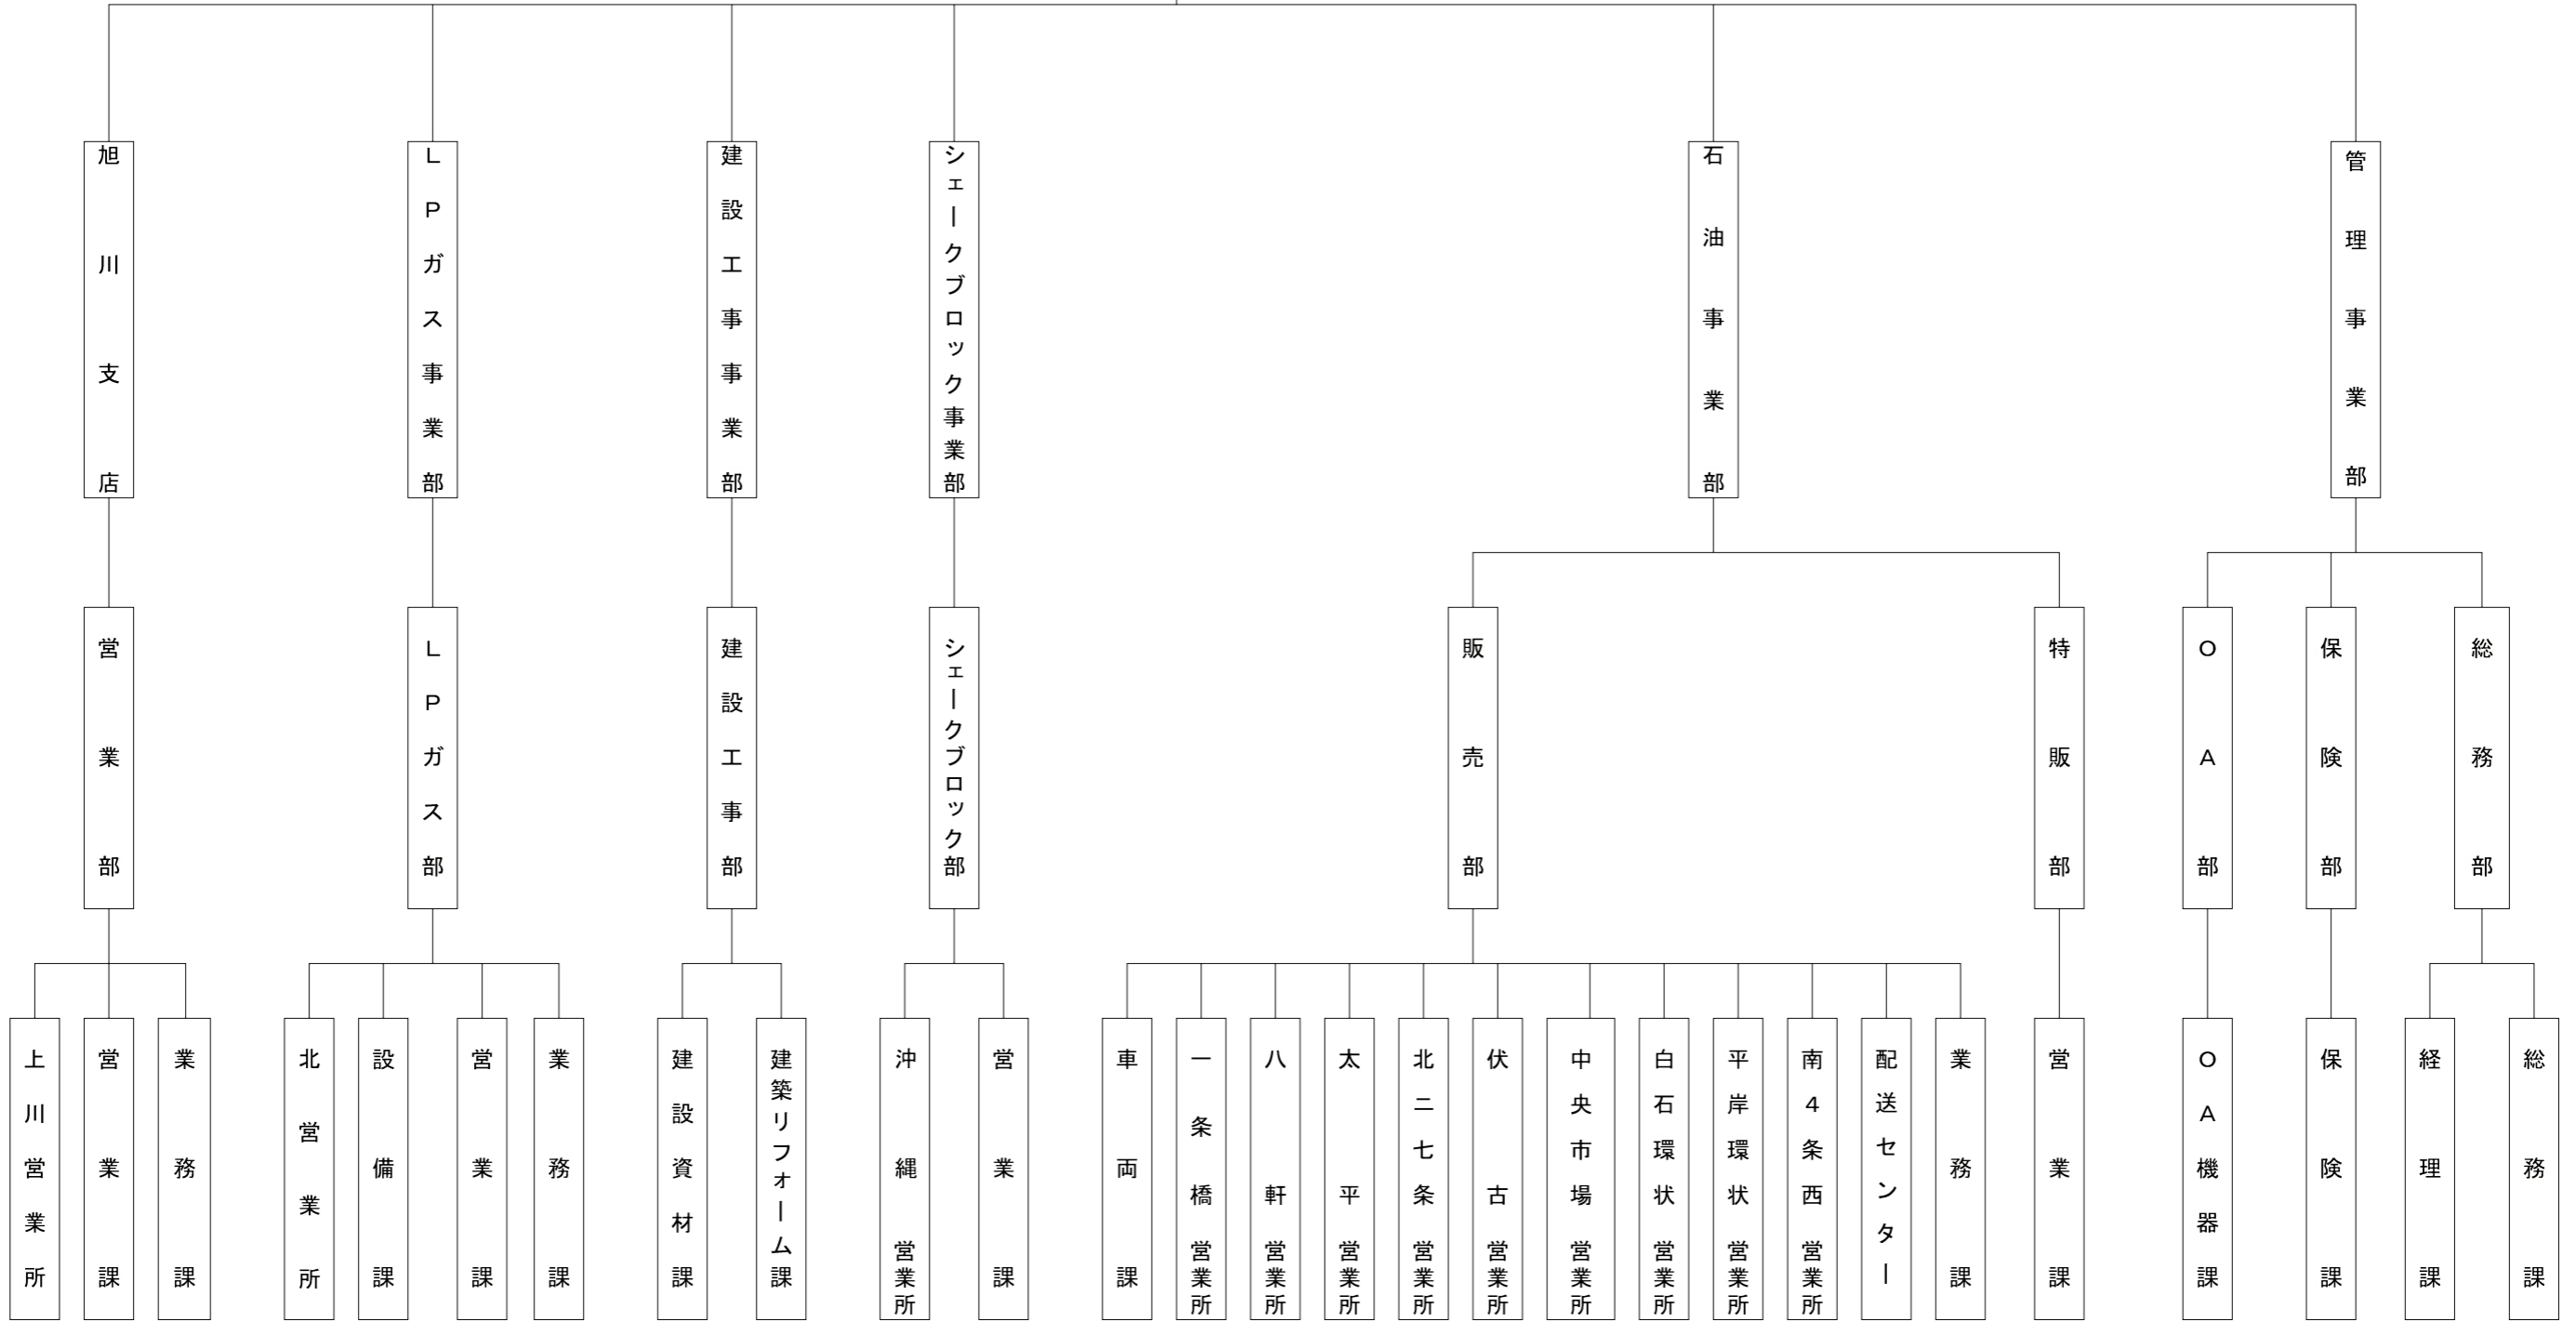 旭川支店
LPガス事業部
建設工事事業部
シェークブロック事業部
石油事業部
管理事業部
営業部
LPガス部
建設工事部
シェークブロック部
販売部
特販部
OA部
保険部
総務部
上川営業所
営業課
業務課
北営業所
設備課
営業課
業務課
建設資材課
建築リフォーム課
沖縄営業所
営業課
車両課
一条橋営業所
八軒営業所
太平営業所
北二七条営業所
伏古営業所
中央市場営業所
白石環状営業所
平岸環状営業所
南4条西営業所
配送センター
業務課
営業課
OA機器課
保険課
経理課
総務課